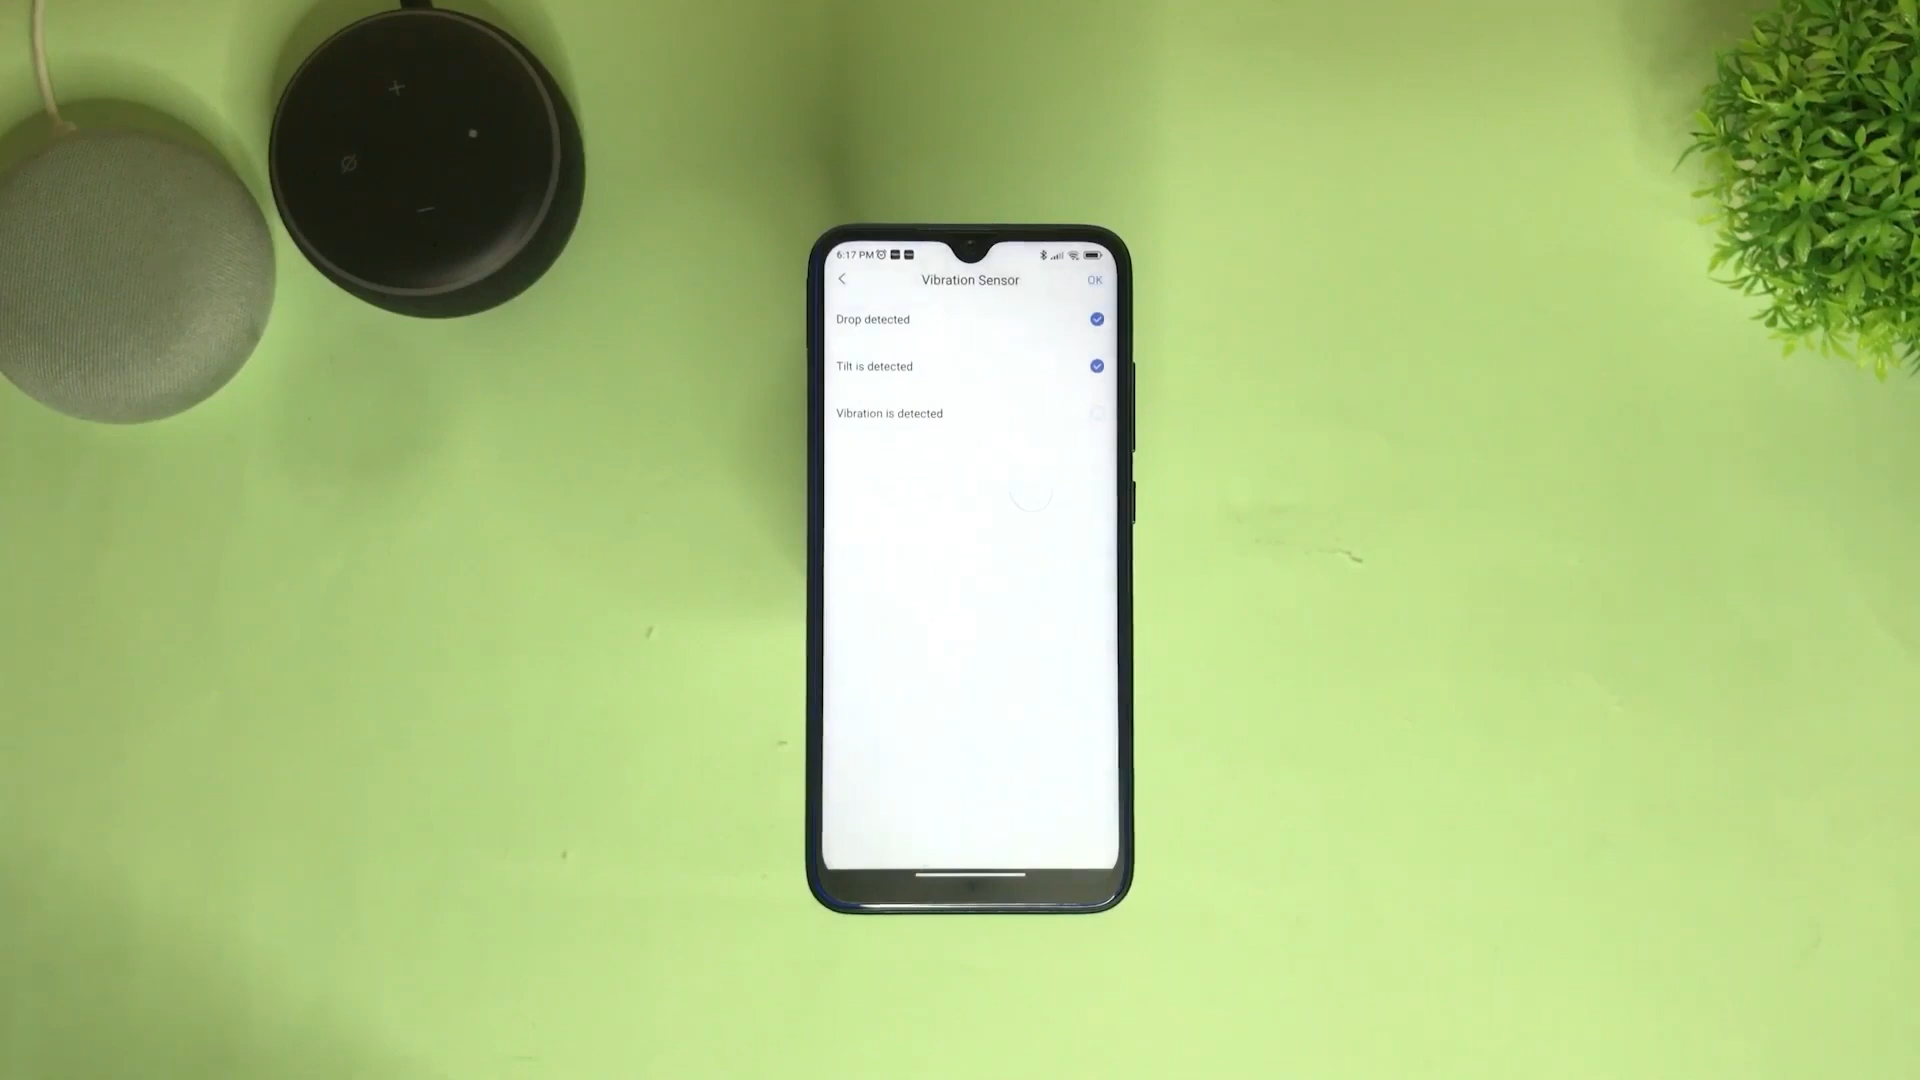 6:17 PM
Vibration Sensor
OK
Drop detected
Tilt is detected
Vibration is detected